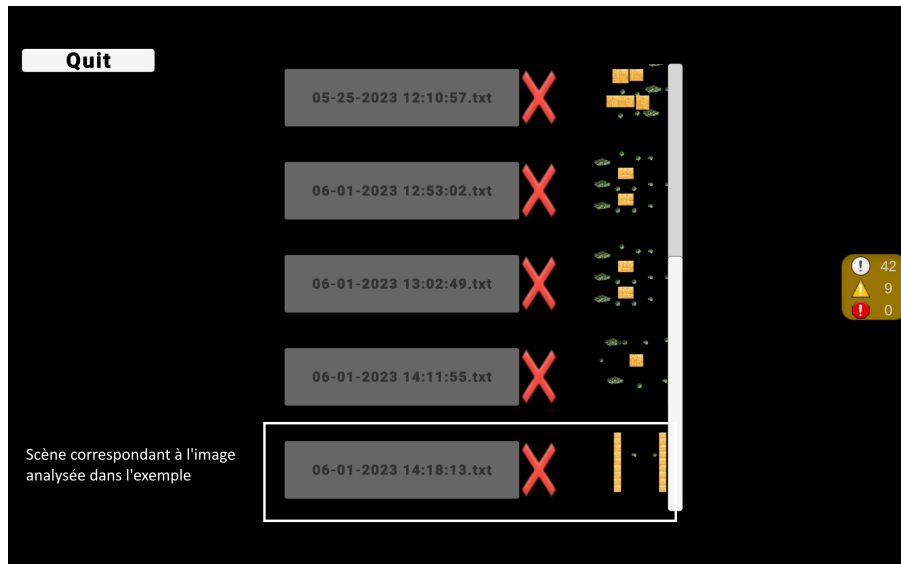 Quit
05-25-2023 12:10:57.txt
06-01-2023 12:53:02.txt
06-01-2023 13:02:49.txt
42
9
0
06-01-2023 14:11:55.txt
Scène correspondant à l'image
analysée dans l'exemple
06-01-2023 14:18:13.txt